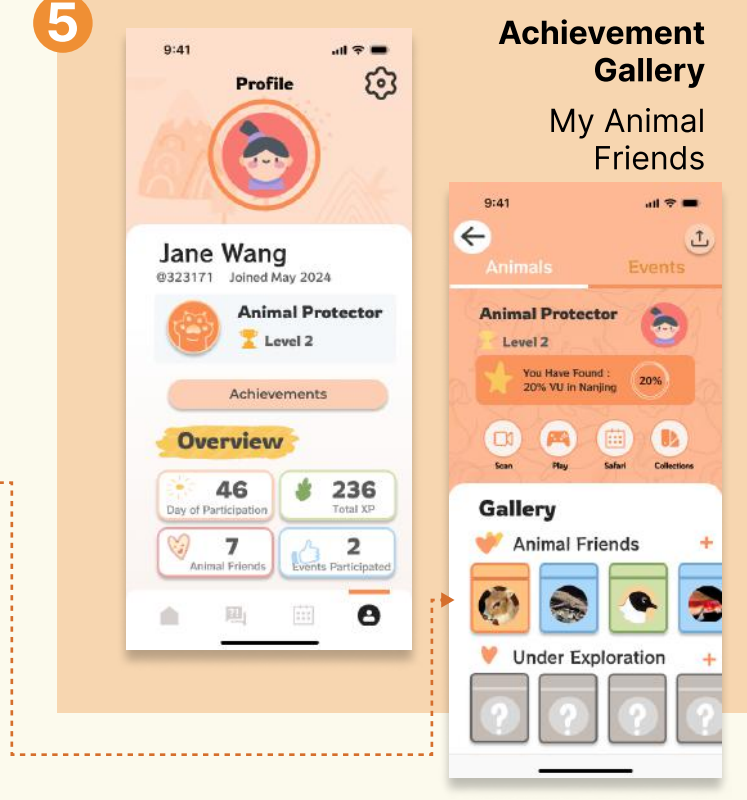 5
Achievement
Gallery
My Animal
Friends
9:41
Profile
Jane Wang
@323171 Joined May 2024
Animal Protector
Level 2
Achievements
Overview
46
Day of Participation
236
Total XP
7
Animal Friends
2
Events Participated
9:41
Animals Events
Animal Protector
Level 2
You Have Found :
20% VU in Nanjing
20%
Scan Play Safari Collections
Gallery
Animal Friends +
Under Exploration +
? ? ? ?